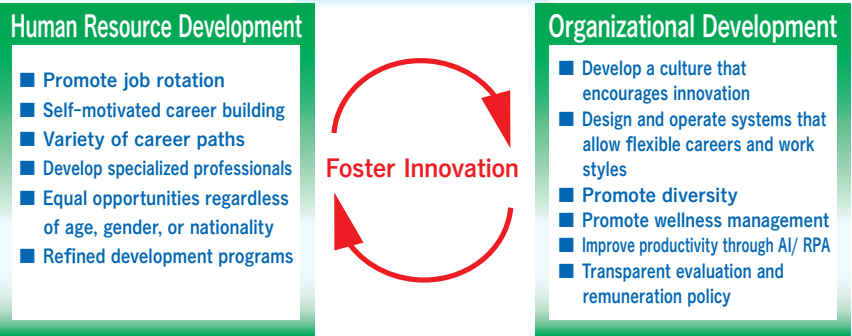 Human Resource Development
■ Promote job rotation
■ Self-motivated career building
■ Variety of career paths
■ Develop specialized professionals
■ Equal opportunities regardless
of age, gender, or nationality
■ Refined development programs
Foster Innovation
Organizational Development
■ Develop a culture that
encourages innovation
■ Design and operate systems that
allow flexible careers and work
styles
■ Promote diversity
■ Promote wellness management
■ Improve productivity through AI/ RPA
■ Transparent evaluation and
remuneration policy